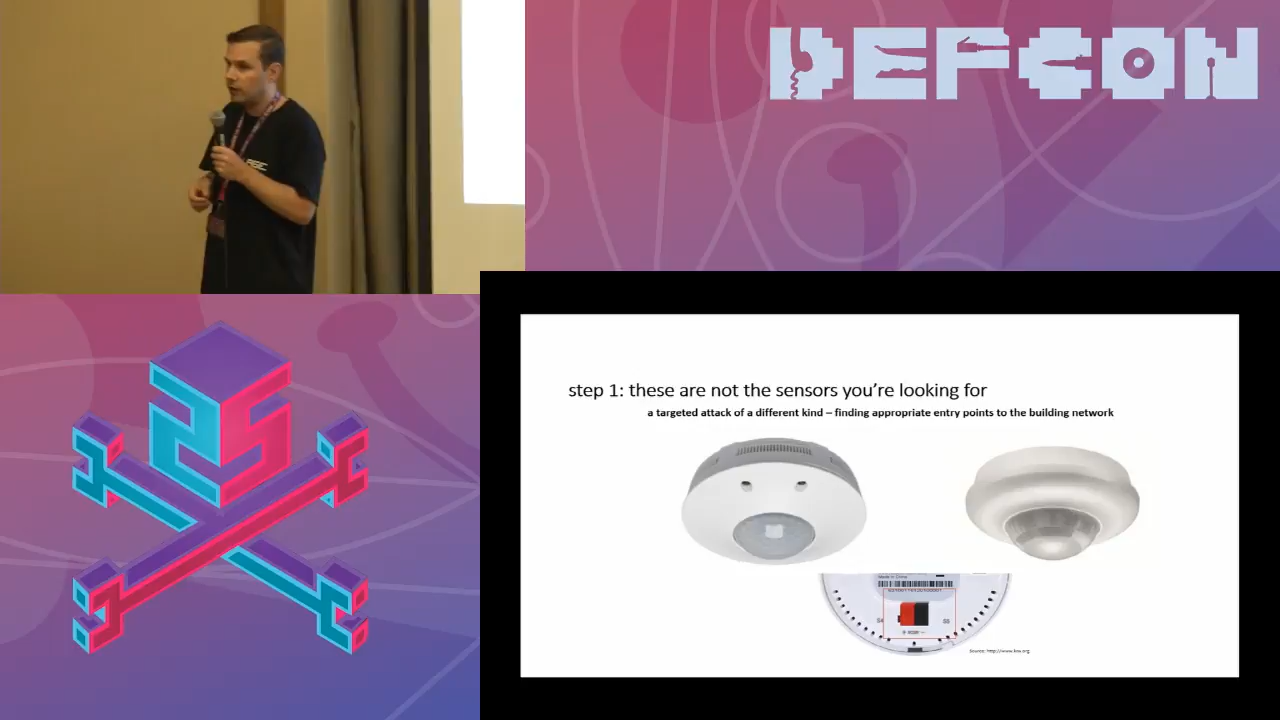 DEFCON
step 1: these are not the sensors you're looking for
a targeted attack of a different kind – finding appropriate entry points to the building network
Made in China
Source: http://www.knx.org